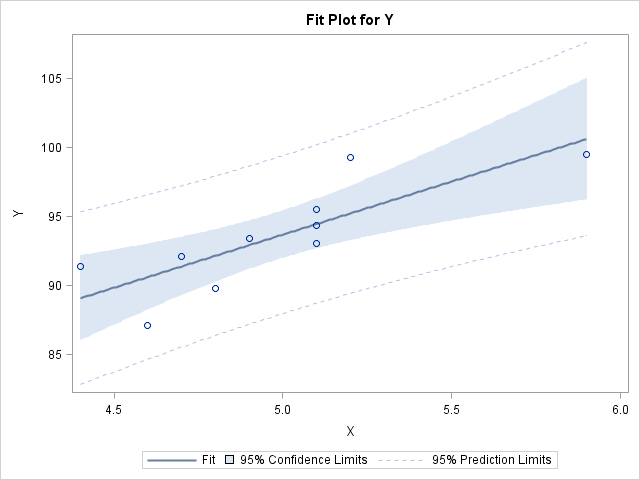 Fit Plot for Y
105
100
95
90
85
Y
4.5 5.0 5.5 6.0
X
Fit 95% Confidence Limits 95% Prediction Limits